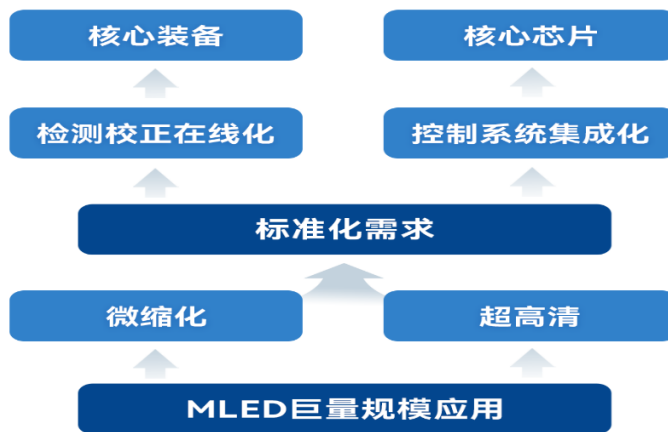 核心装备
核心芯片
检测校正在线化
控制系统集成化
标准化需求
微缩化
超高清
MLED巨量规模应用